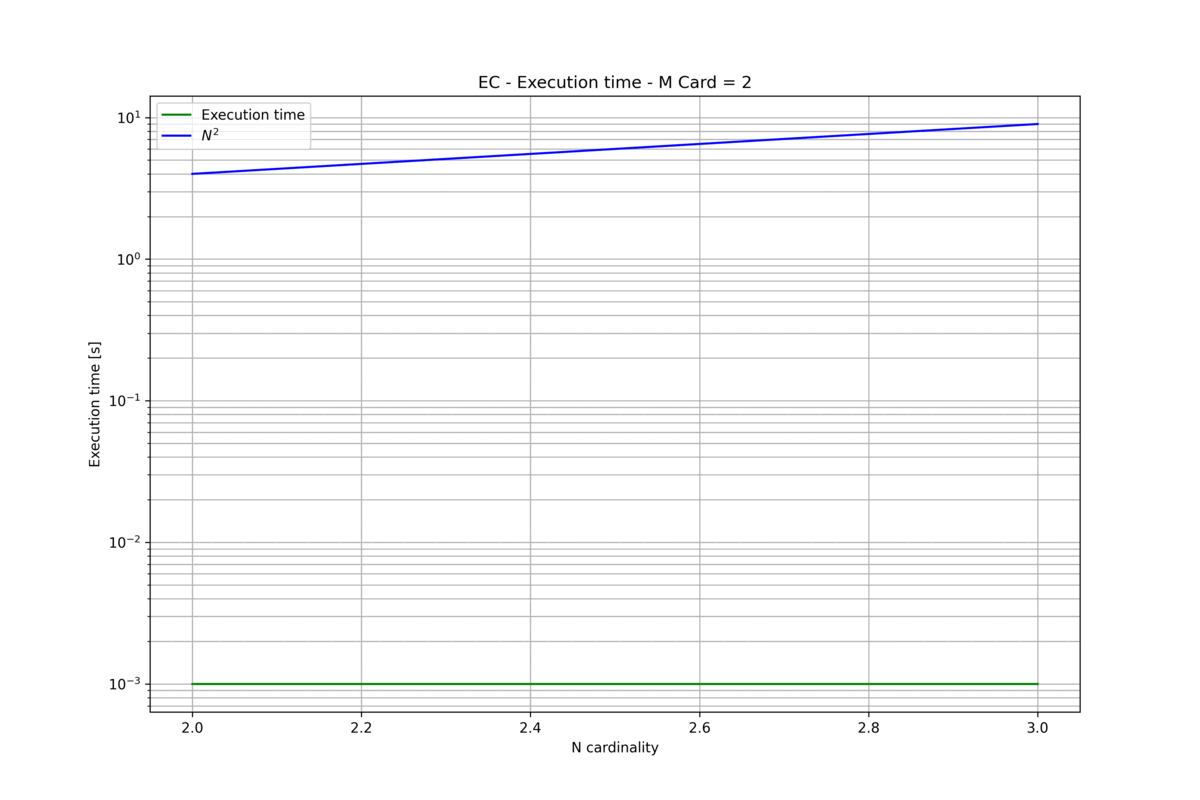 EC - Execution time - M Card = 2
Execution time
N²
10¹
10⁰
10⁻¹
10⁻²
10⁻³
Execution time [s]
2.0 2.2 2.4 2.6 2.8 3.0
N cardinality